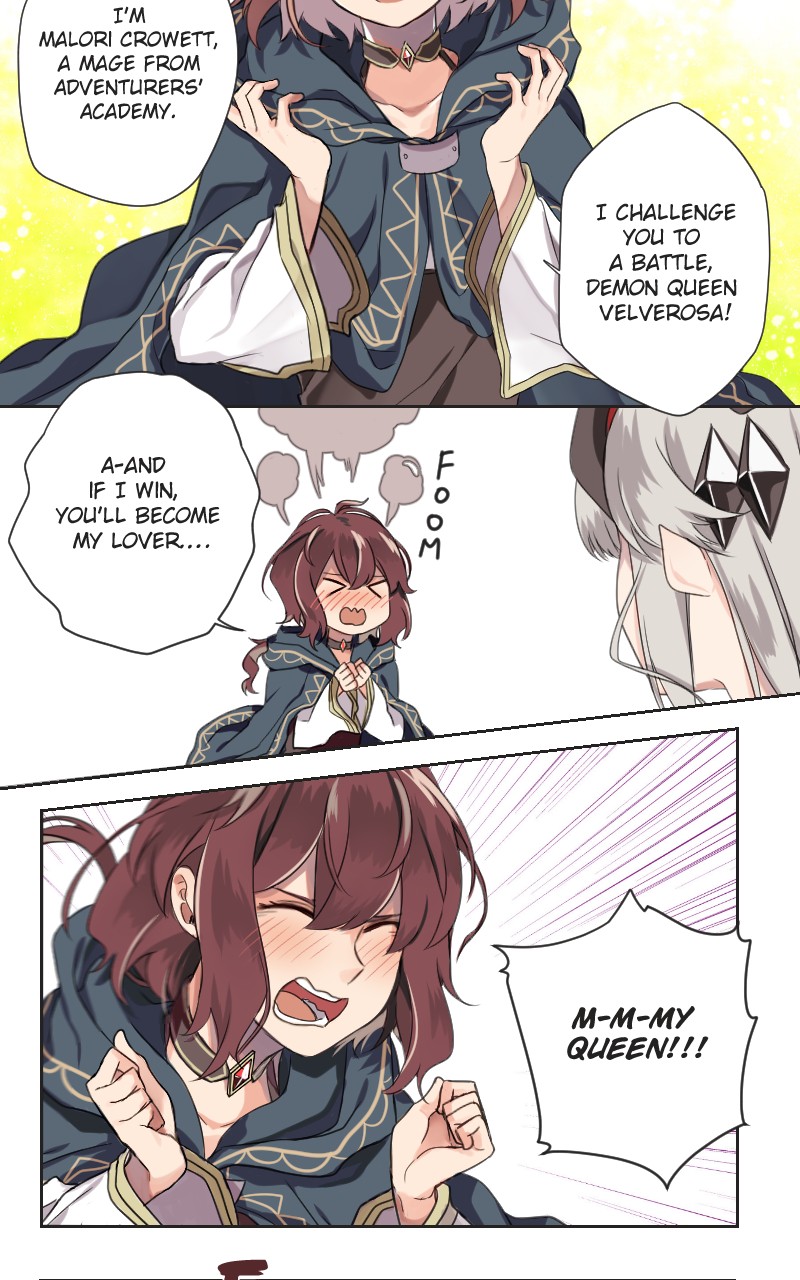 I'M
MALORI CROWETT,
A MAGE FROM
ADVENTURERS'
ACADEMY.
I CHALLENGE
YOU TO
A BATTLE,
DEMON QUEEN
VELVEROSA!
A-AND
IF I WIN,
YOU'LL BECOME
MY LOVER....
FOOM
M-M-MY
QUEEN!!!